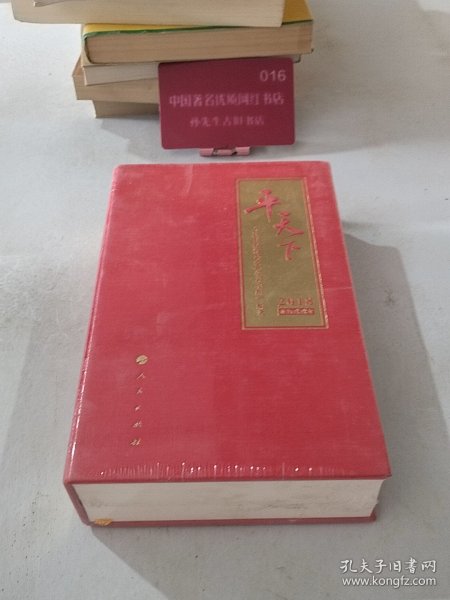 016
中国著名优质网红书店
孙先生古旧书店
平天下
2018
人民出版社
孔夫子旧书网
www.kongfz.com